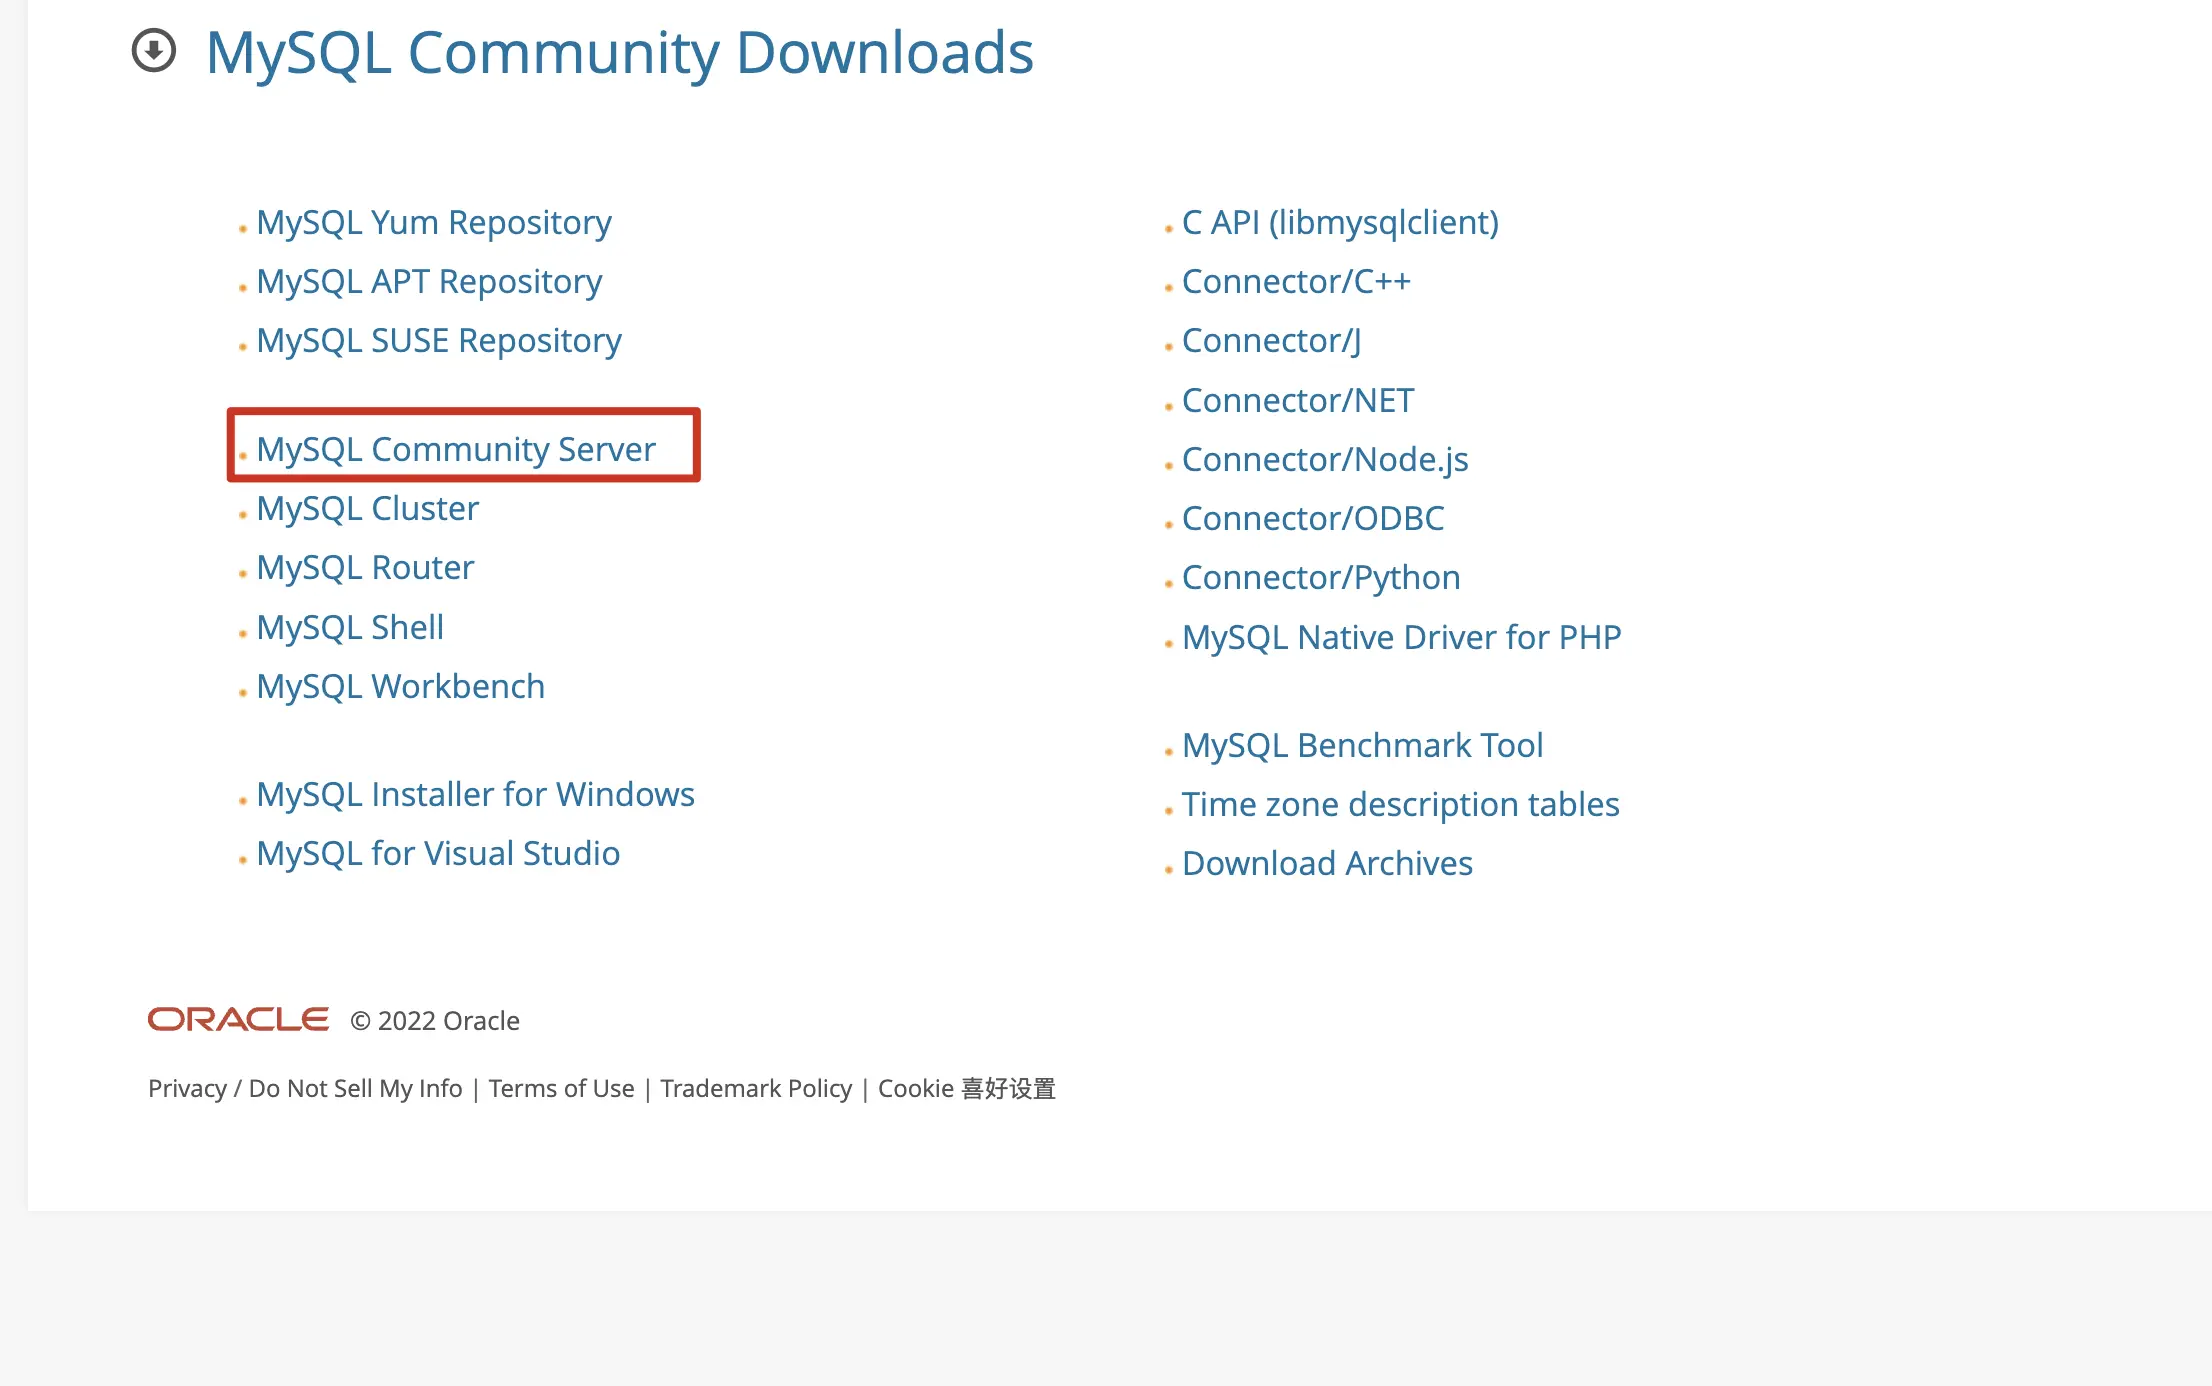 MySQL Community Downloads
MySQL Yum Repository
MySQL APT Repository
MySQL SUSE Repository
MySQL Community Server
MySQL Cluster
MySQL Router
MySQL Shell
MySQL Workbench
MySQL Installer for Windows
MySQL for Visual Studio
C API (libmysqlclient)
Connector/C++
Connector/J
Connector/NET
Connector/Node.js
Connector/ODBC
Connector/Python
MySQL Native Driver for PHP
MySQL Benchmark Tool
Time zone description tables
Download Archives
ORACLE © 2022 Oracle
Privacy / Do Not Sell My Info | Terms of Use | Trademark Policy | Cookie 喜好设置